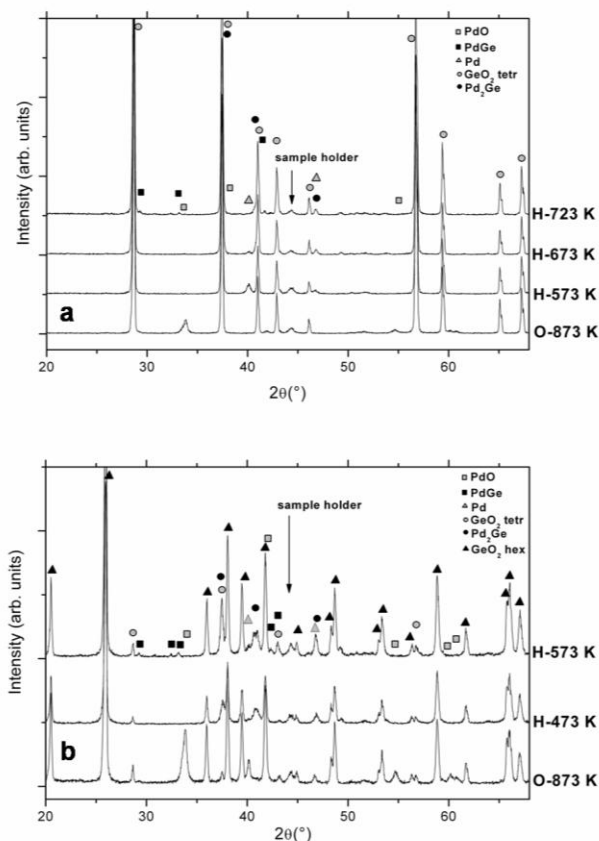 PdO
PdGe
Pd
GeO₂ tetr
Pd₂Ge
sample holder
H-723 K
H-673 K
H-573 K
O-873 K
a
Intensity (arb. units)
20 30 40 50 60
2θ(°)
PdO
PdGe
Pd
GeO₂ tetr
Pd₂Ge
GeO₂ hex
sample holder
H-573 K
H-473 K
O-873 K
b
Intensity (arb. units)
20 30 40 50 60
2θ(°)